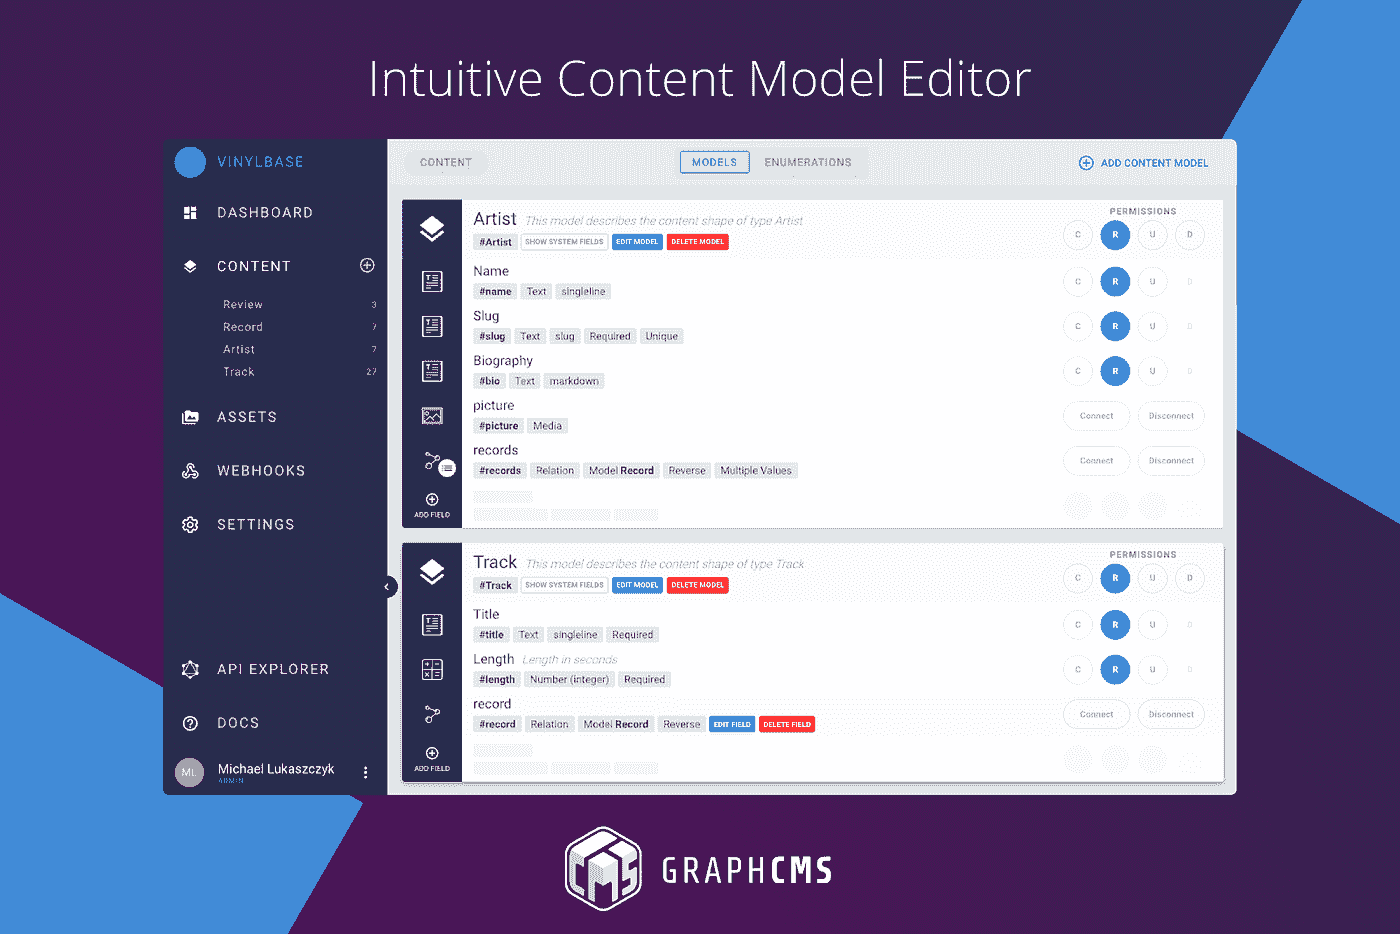 Intuitive Content Model Editor
VINYLBASE
DASHBOARD
CONTENT
Review 3
Record 7
Artist 7
Track 27
ASSETS
WEBHOOKS
SETTINGS
API EXPLORER
DOCS
ML
Michael Lukaszczyk
ADMIN
CONTENT
MODELS
ENUMERATIONS
ADD CONTENT MODEL
Artist This model describes the content shape of type Artist
PERMISSIONS
#Artist SHOW SYSTEM FIELDS EDIT MODEL DELETE MODEL
C R U D
Name
#name Text singleline
C R U D
Slug
#slug Text slug Required Unique
C R U D
Biography
#bio Text markdown
C R U D
picture
#picture Media
Connect Disconnect
records
#records Relation Model Record Reverse Multiple Values
Connect Disconnect
ADD FIELD
Track This model describes the content shape of type Track
PERMISSIONS
#Track SHOW SYSTEM FIELDS EDIT MODEL DELETE MODEL
C R U D
Title
#title Text singleline Required
C R U D
Length Length in seconds
#length Number (integer) Required
C R U D
record
#record Relation Model Record Reverse EDIT FIELD DELETE FIELD
Connect Disconnect
ADD FIELD
CMS
GRAPHCMS